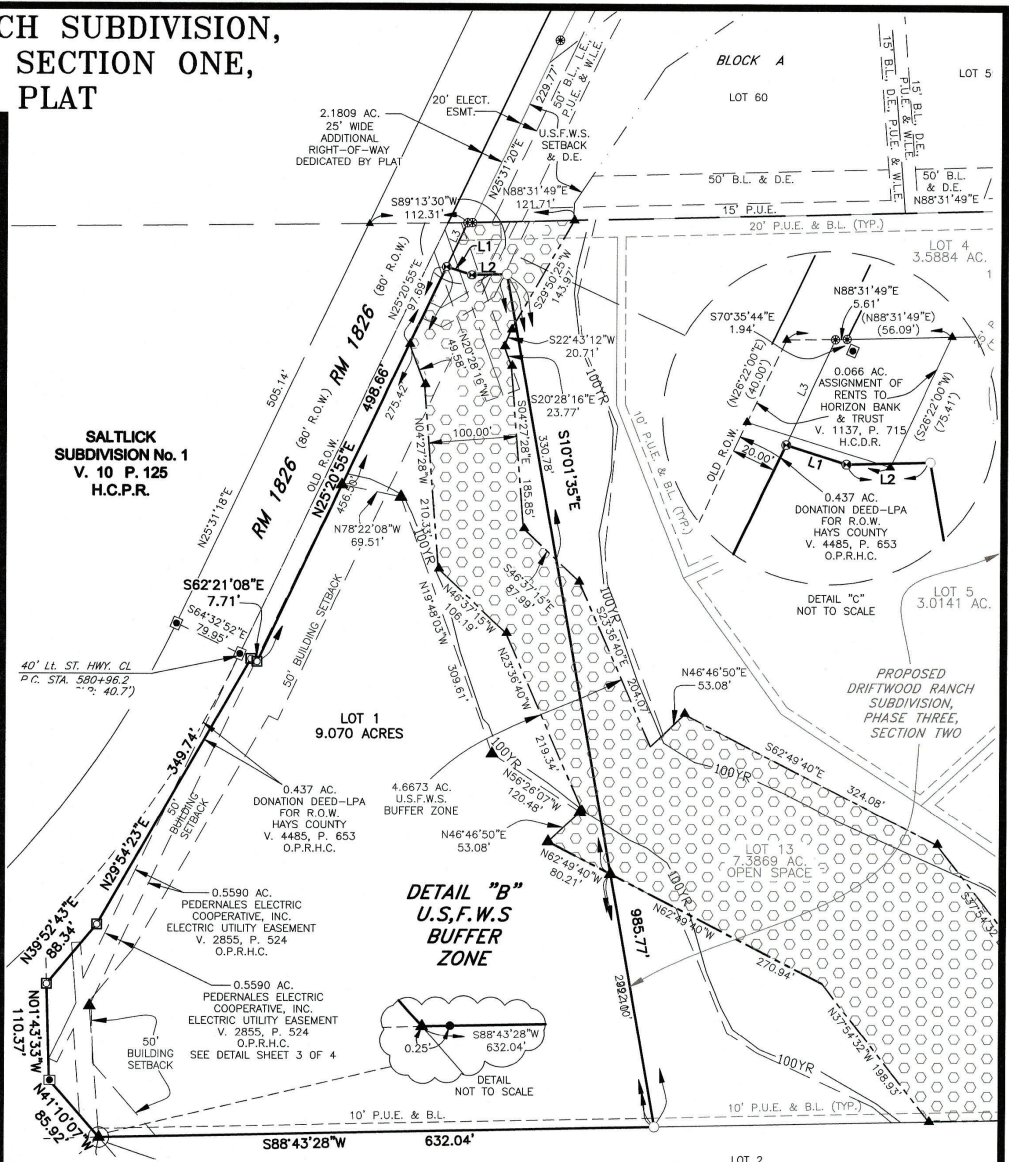 CH SUBDIVISION,
SECTION ONE,
PLAT
BLOCK A
LOT 60
LOT 5
229.77'
50' B.L., L.E.,
P.U.E. & W.L.E.
15' B.L., D.E.,
P.U.E. & W.L.E.
15' B.L., D.E., P.U.E. & W.L.E.
20' ELECT.
ESMT.
2.1809 AC.
25' WIDE
ADDITIONAL
RIGHT-OF-WAY
DEDICATED BY PLAT
U.S.F.W.S.
SETBACK
& D.E.
N25°31'20"E
50' B.L. & D.E.
50' B.L.
& D.E.
N88°31'49"E
N88°31'49"E
121.71'
S89°13'30"W
112.31'
15' P.U.E.
20' P.U.E. & B.L. (TYP.)
LOT 4
3.5884 AC.
L3
L1
L2
RM 1826 (80' R.O.W.)
N25°20'55"E
97.69'
S29°50'25"W
143.97'
S22°43'12"W
20.71'
S20°28'16"E
23.77'
N20°28'16"W
49.58'
100YR
N88°31'49"E
5.61'
(N88°31'49"E)
(56.09')
S70°35'44"E
1.94'
0.066 AC.
ASSIGNMENT OF
RENTS TO
HORIZON BANK
& TRUST
V. 1137, P. 715
H.C.D.R.
(N26°22'00"E)
(40.00')
L3
(S26°22'00"W)
(75.41')
OLD R.O.W.
20.00'
L1
L2
0.437 AC.
DONATION DEED-LPA
FOR R.O.W.
HAYS COUNTY
V. 4485, P. 653
O.P.R.H.C.
DETAIL "C"
NOT TO SCALE
LOT 5
3.0141 AC.
505.14'
498.66'
275.42'
SALTLICK
SUBDIVISION No. 1
V. 10 P. 125
H.C.P.R.
RM 1826 (80' R.O.W.)
OLD R.O.W.
N25°20'55"E
N25°31'18"E
N04°27'28"W
210.33'
100.00'
S04°27'28"E
185.85'
330.78'
S10°01'35"E
10' P.U.E. & B.L. (TYP.)
N78°22'08"W
69.51'
100YR
S46°37'15"E
87.99'
N46°37'15"W
106.19'
100YR
S23°36'40"E
204.07'
N23°36'40"W
219.34'
N19°48'03"W
309.61'
S62°21'08"E
7.71'
S64°32'52"E
79.95'
50' BUILDING SETBACK
40' Lt. ST. HWY. CL
P.C. STA. 580+96.2
N46°46'50"E
53.08'
PROPOSED
DRIFTWOOD RANCH
SUBDIVISION,
PHASE THREE,
SECTION TWO
LOT 1
9.070 ACRES
100YR
100YR
S62°49'40"E
324.08'
349.74'
50'
BUILDING
SETBACK
0.437 AC.
DONATION DEED-LPA
FOR R.O.W.
HAYS COUNTY
V. 4485, P. 653
O.P.R.H.C.
4.6673 AC.
U.S.F.W.S.
BUFFER ZONE
N56°26'07"W
120.48'
N46°46'50"E
53.08'
N62°49'40"W
80.21'
LOT 13
7.3869 AC.
OPEN SPACE
S37°54'32"
N29°54'23"E
0.5590 AC.
PEDERNALES ELECTRIC
COOPERATIVE, INC.
ELECTRIC UTILITY EASEMENT
V. 2855, P. 524
O.P.R.H.C.
DETAIL "B"
U.S,F.W.S
BUFFER
ZONE
985.77'
N62°49'40"W
270.94'
100YR
N39°52'43"E
88.34'
0.5590 AC.
PEDERNALES ELECTRIC
COOPERATIVE, INC.
ELECTRIC UTILITY EASEMENT
V. 2855, P. 524
O.P.R.H.C.
SEE DETAIL SHEET 3 OF 4
N01°43'33"W
110.37'
50'
BUILDING
SETBACK
0.25'
S88°43'28"W
632.04'
DETAIL
NOT TO SCALE
N37°54'32"W 198.93'
100YR
N41°10'07"W
85.92'
10' P.U.E. & B.L.
10' P.U.E. & B.L. (TYP.)
S88°43'28"W 632.04'
LOT 2